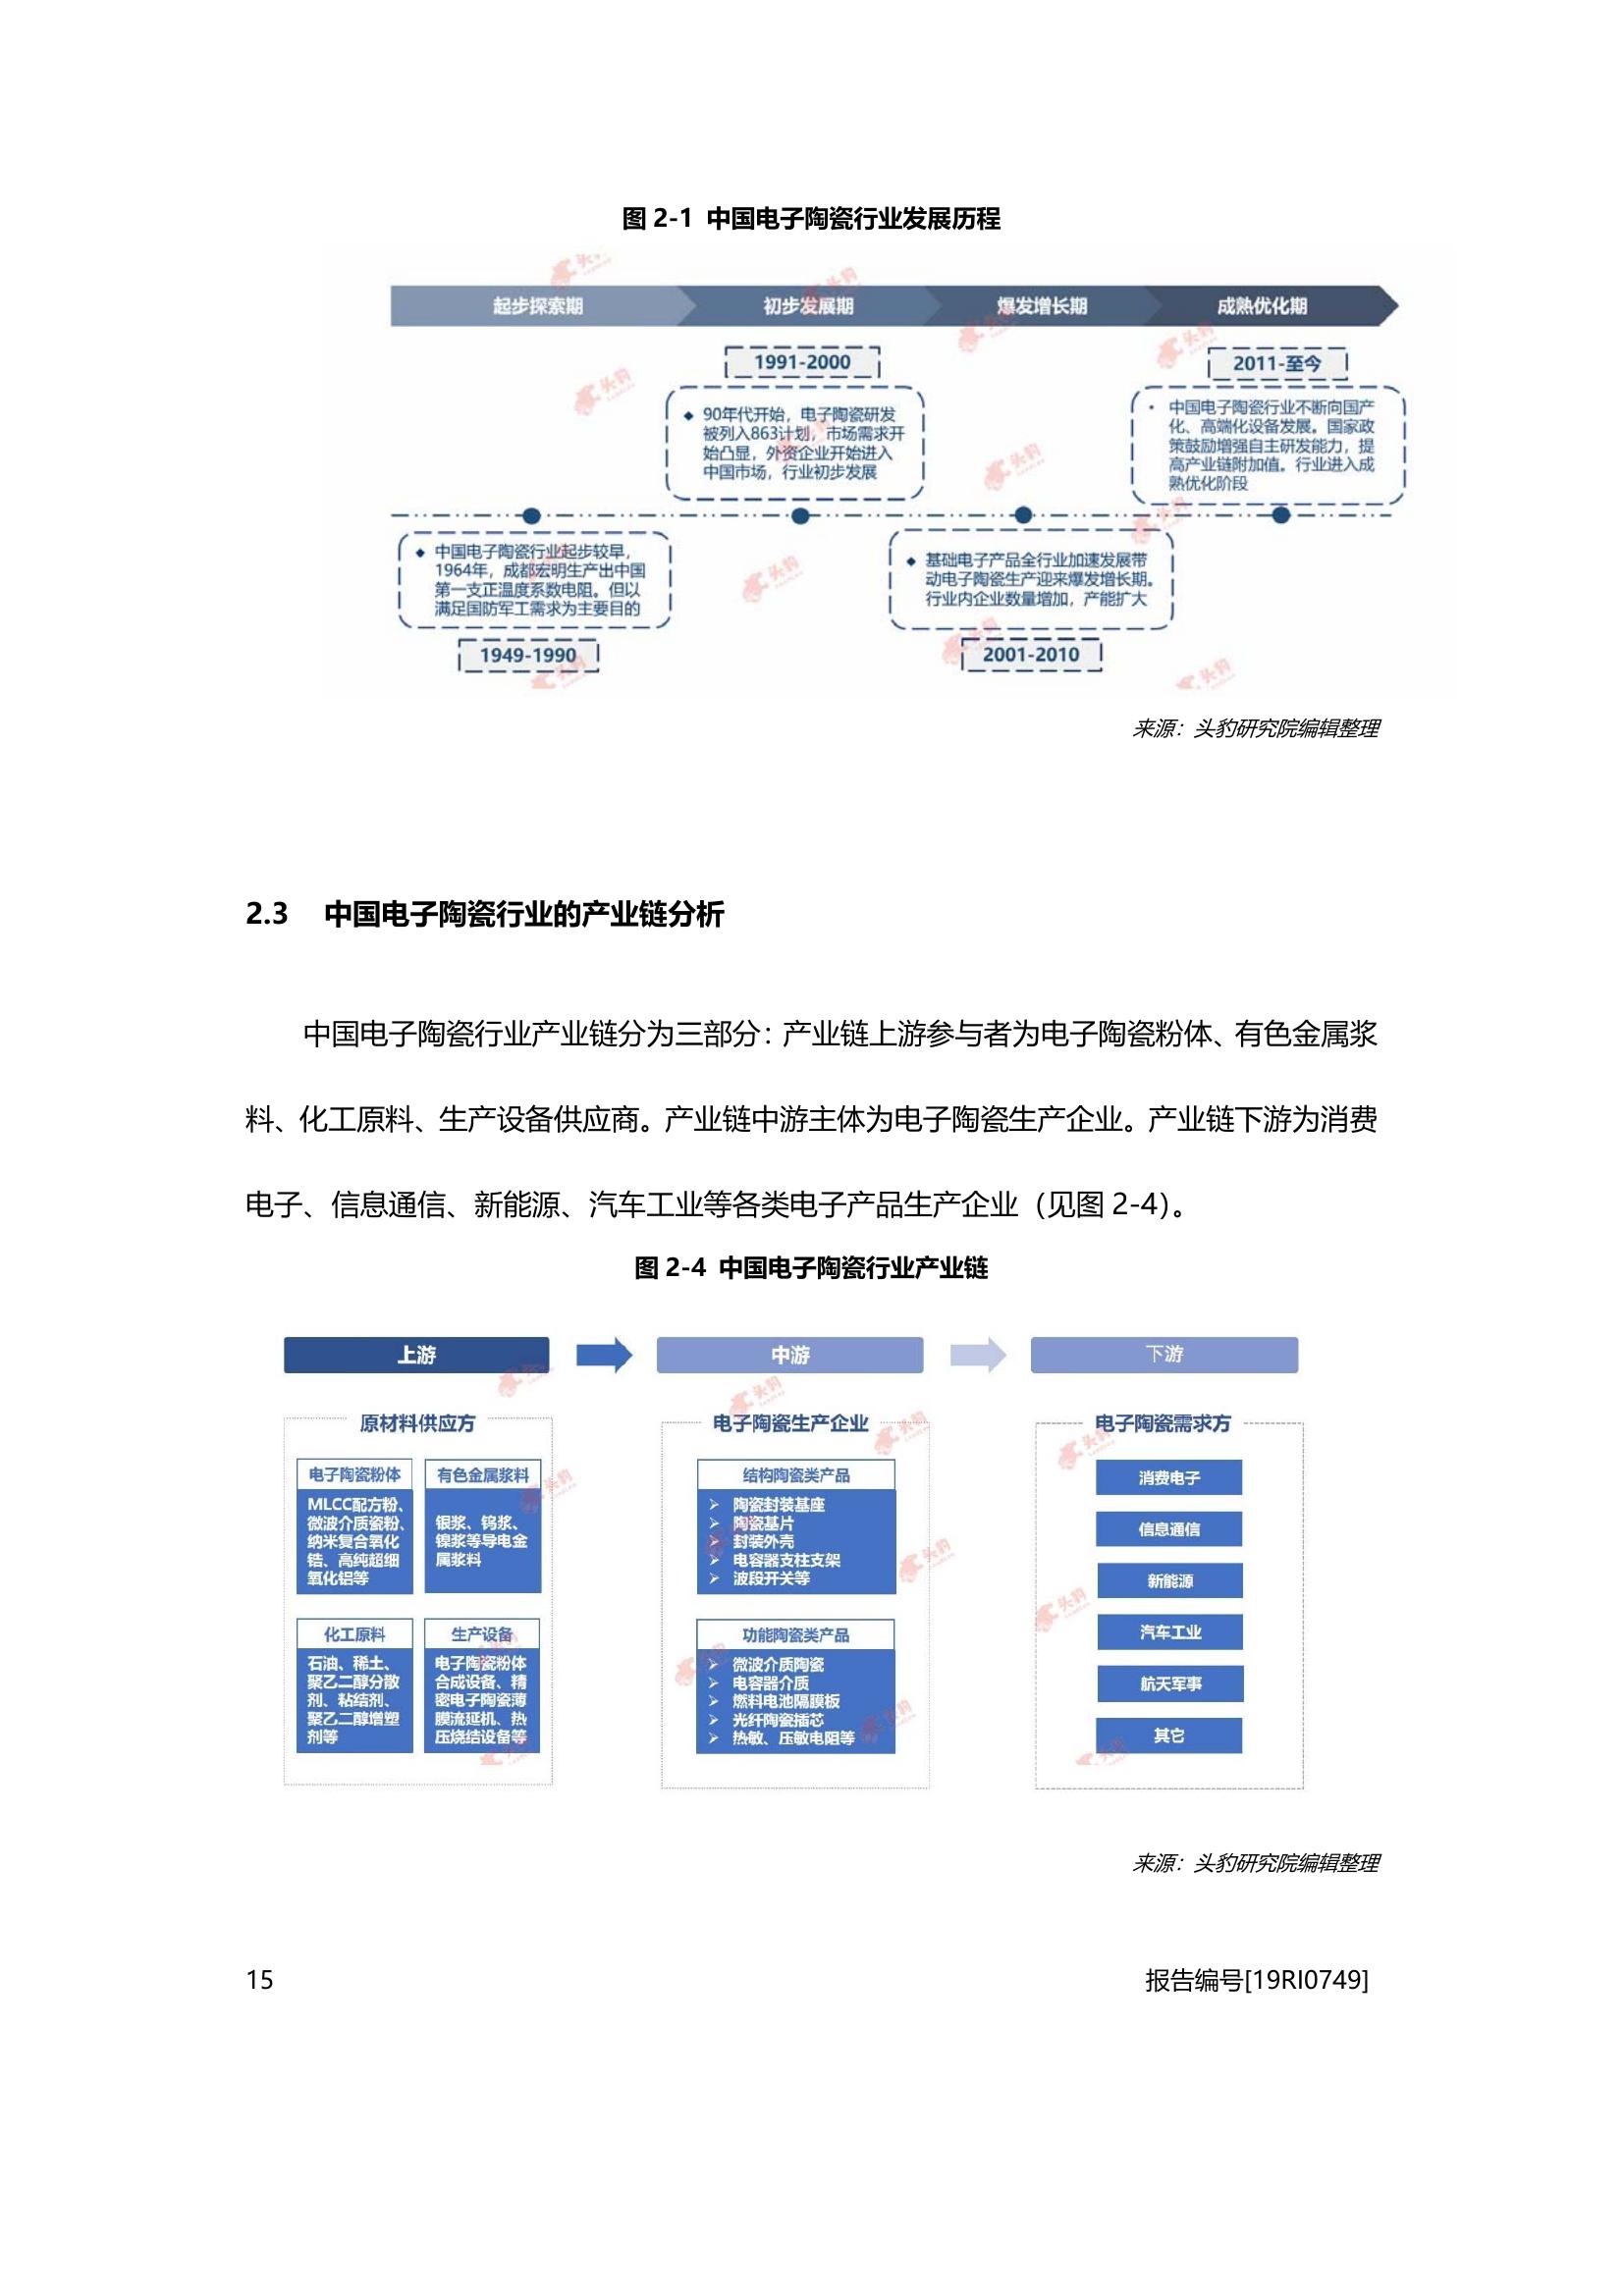 图 2-1 中国电子陶瓷行业发展历程
起步探索期
初步发展期
爆发增长期
成熟优化期
1991-2000
◆ 90年代开始，电子陶瓷研发
被列入863计划，市场需求开
始凸显，外资企业开始进入
中国市场，行业初步发展
2011-至今
• 中国电子陶瓷行业不断向国产
化、高端化设备发展。国家政
策鼓励增强自主研发能力，提
高产业链附加值。行业进入成
熟优化阶段
◆ 中国电子陶瓷行业起步较早，
1964年，成都宏明生产出中国
第一支正温度系数电阻。但以
满足国防军工需求为主要目的
1949-1990
◆ 基础电子产品全行业加速发展带
动电子陶瓷生产迎来爆发增长期。
行业内企业数量增加，产能扩大
2001-2010
来源：头豹研究院编辑整理
2.3 中国电子陶瓷行业的产业链分析
中国电子陶瓷行业产业链分为三部分：产业链上游参与者为电子陶瓷粉体、有色金属浆
料、化工原料、生产设备供应商。产业链中游主体为电子陶瓷生产企业。产业链下游为消费
电子、信息通信、新能源、汽车工业等各类电子产品生产企业（见图 2-4）。
图 2-4 中国电子陶瓷行业产业链
上游
中游
下游
原材料供应方
电子陶瓷粉体
MLCC配方粉、
微波介质瓷粉、
纳米复合氧化
锆、高纯超细
氧化铝等
有色金属浆料
银浆、钨浆、
镍浆等导电金
属浆料
化工原料
石油、稀土、
聚乙二醇分散
剂、粘结剂、
聚乙二醇增塑
剂等
生产设备
电子陶瓷粉体
合成设备、精
密电子陶瓷薄
膜流延机、热
压烧结设备等
电子陶瓷生产企业
结构陶瓷类产品
➢ 陶瓷封装基座
➢ 陶瓷基片
➢ 封装外壳
➢ 电容器支柱支架
➢ 波段开关等
功能陶瓷类产品
➢ 微波介质陶瓷
➢ 电容器介质
➢ 燃料电池隔膜板
➢ 光纤陶瓷插芯
➢ 热敏、压敏电阻等
电子陶瓷需求方
消费电子
信息通信
新能源
汽车工业
航天军事
其它
来源：头豹研究院编辑整理
15
报告编号[19RI0749]